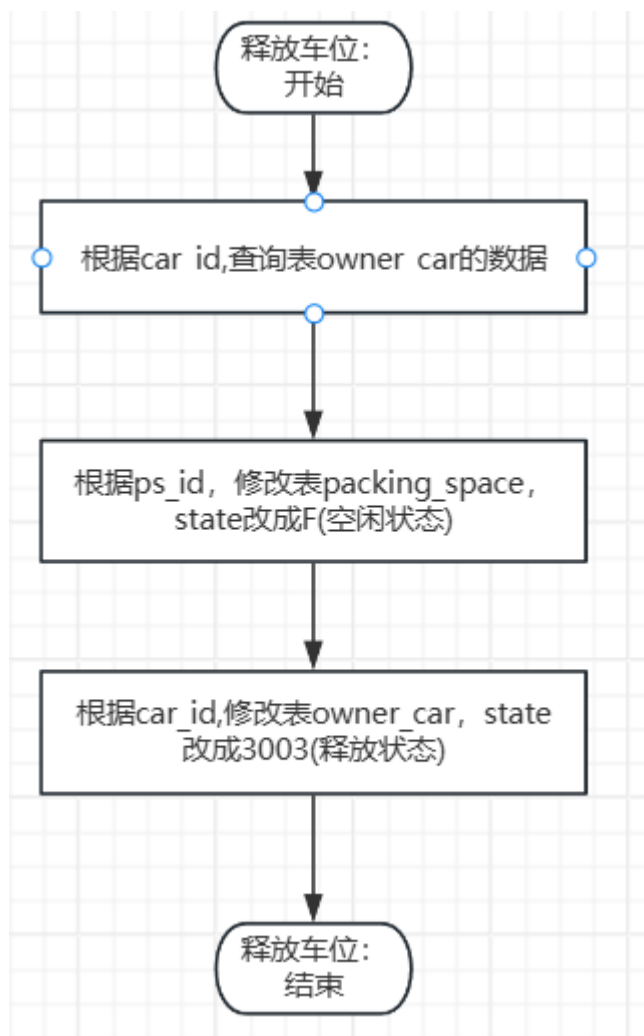 释放车位：
开始
根据car_id,查询表owner_car的数据
根据ps_id，修改表packing_space，
state改成F(空闲状态)
根据car_id,修改表owner_car，state
改成3003(释放状态)
释放车位：
结束